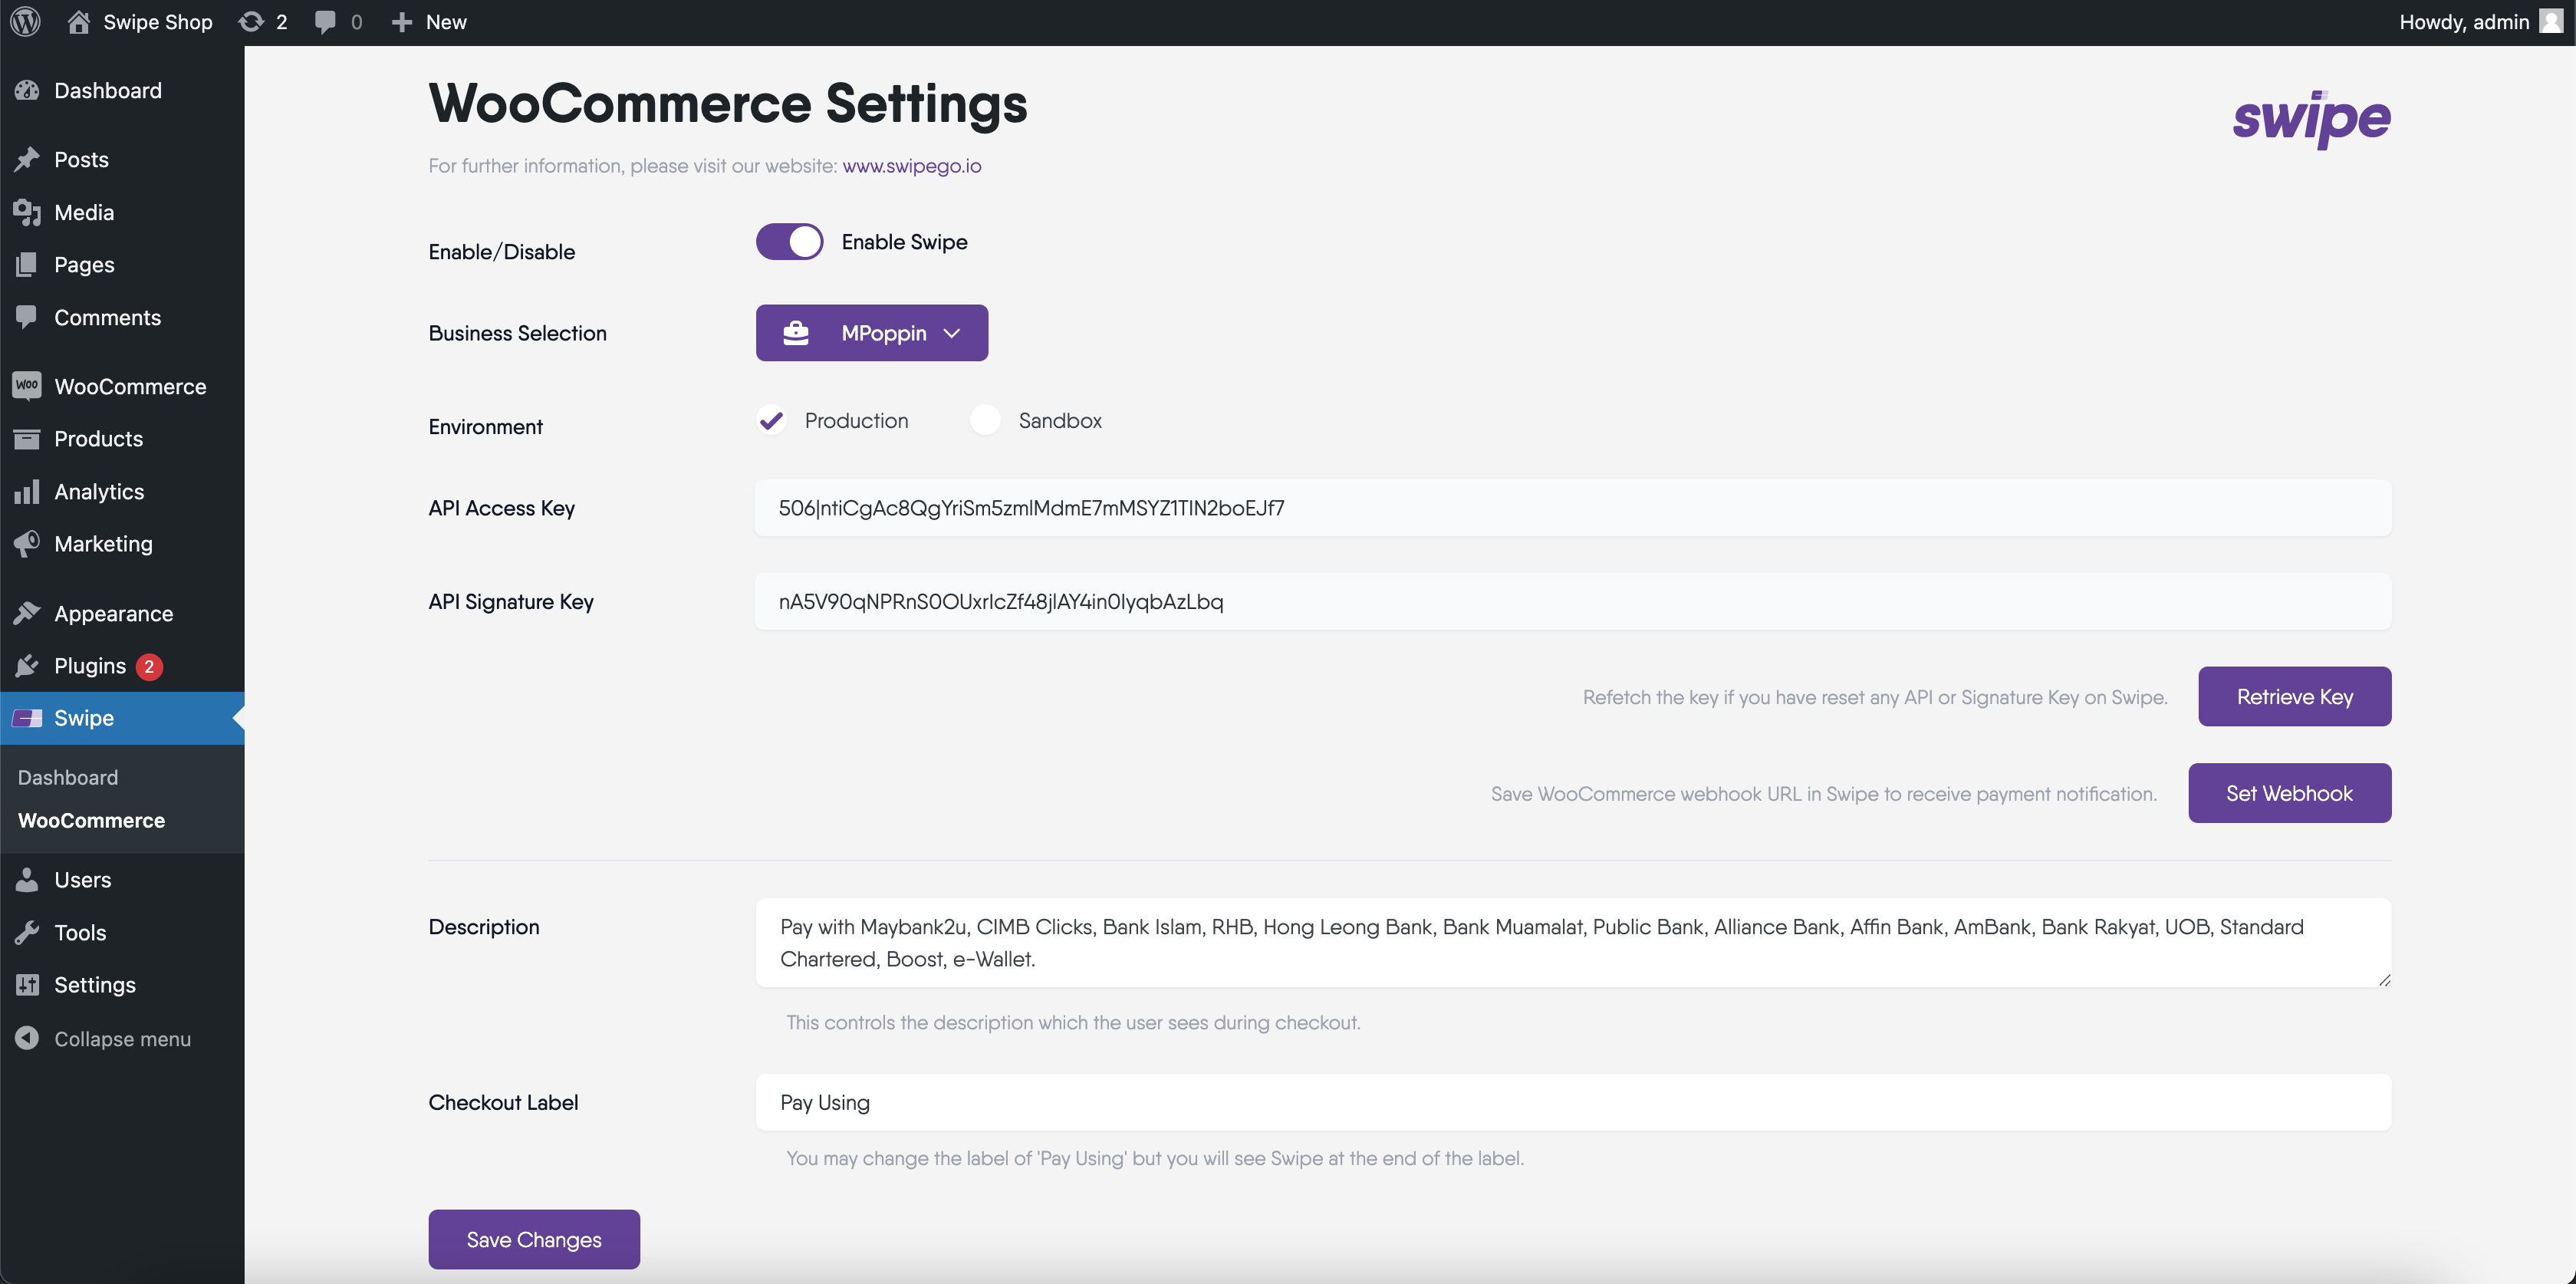 Swipe Shop 2 0 New Howdy, admin
Dashboard
Posts
Media
Pages
Comments
Woo WooCommerce
Products
Analytics
Marketing
Appearance
Plugins 2
Swipe
Dashboard
WooCommerce
Users
Tools
Settings
Collapse menu
WooCommerce Settings
swipe
For further information, please visit our website: www.swipego.io
Enable/Disable Enable Swipe
Business Selection MPoppin
Environment Production Sandbox
API Access Key 506|ntiCgAc8QgYriSm5zmlMdmE7mMSYZ1TIN2boEJf7
API Signature Key nA5V90qNPRnS0OUxrIcZf48jlAY4in0IyqbAzLbq
Refetch the key if you have reset any API or Signature Key on Swipe. Retrieve Key
Save WooCommerce webhook URL in Swipe to receive payment notification. Set Webhook
Description Pay with Maybank2u, CIMB Clicks, Bank Islam, RHB, Hong Leong Bank, Bank Muamalat, Public Bank, Alliance Bank, Affin Bank, AmBank, Bank Rakyat, UOB, Standard
Chartered, Boost, e-Wallet.
This controls the description which the user sees during checkout.
Checkout Label Pay Using
You may change the label of 'Pay Using' but you will see Swipe at the end of the label.
Save Changes